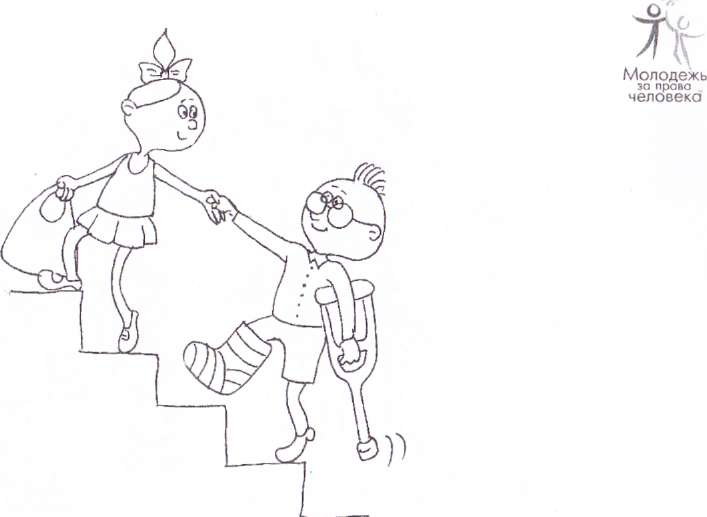 Молодежь
за права
человека